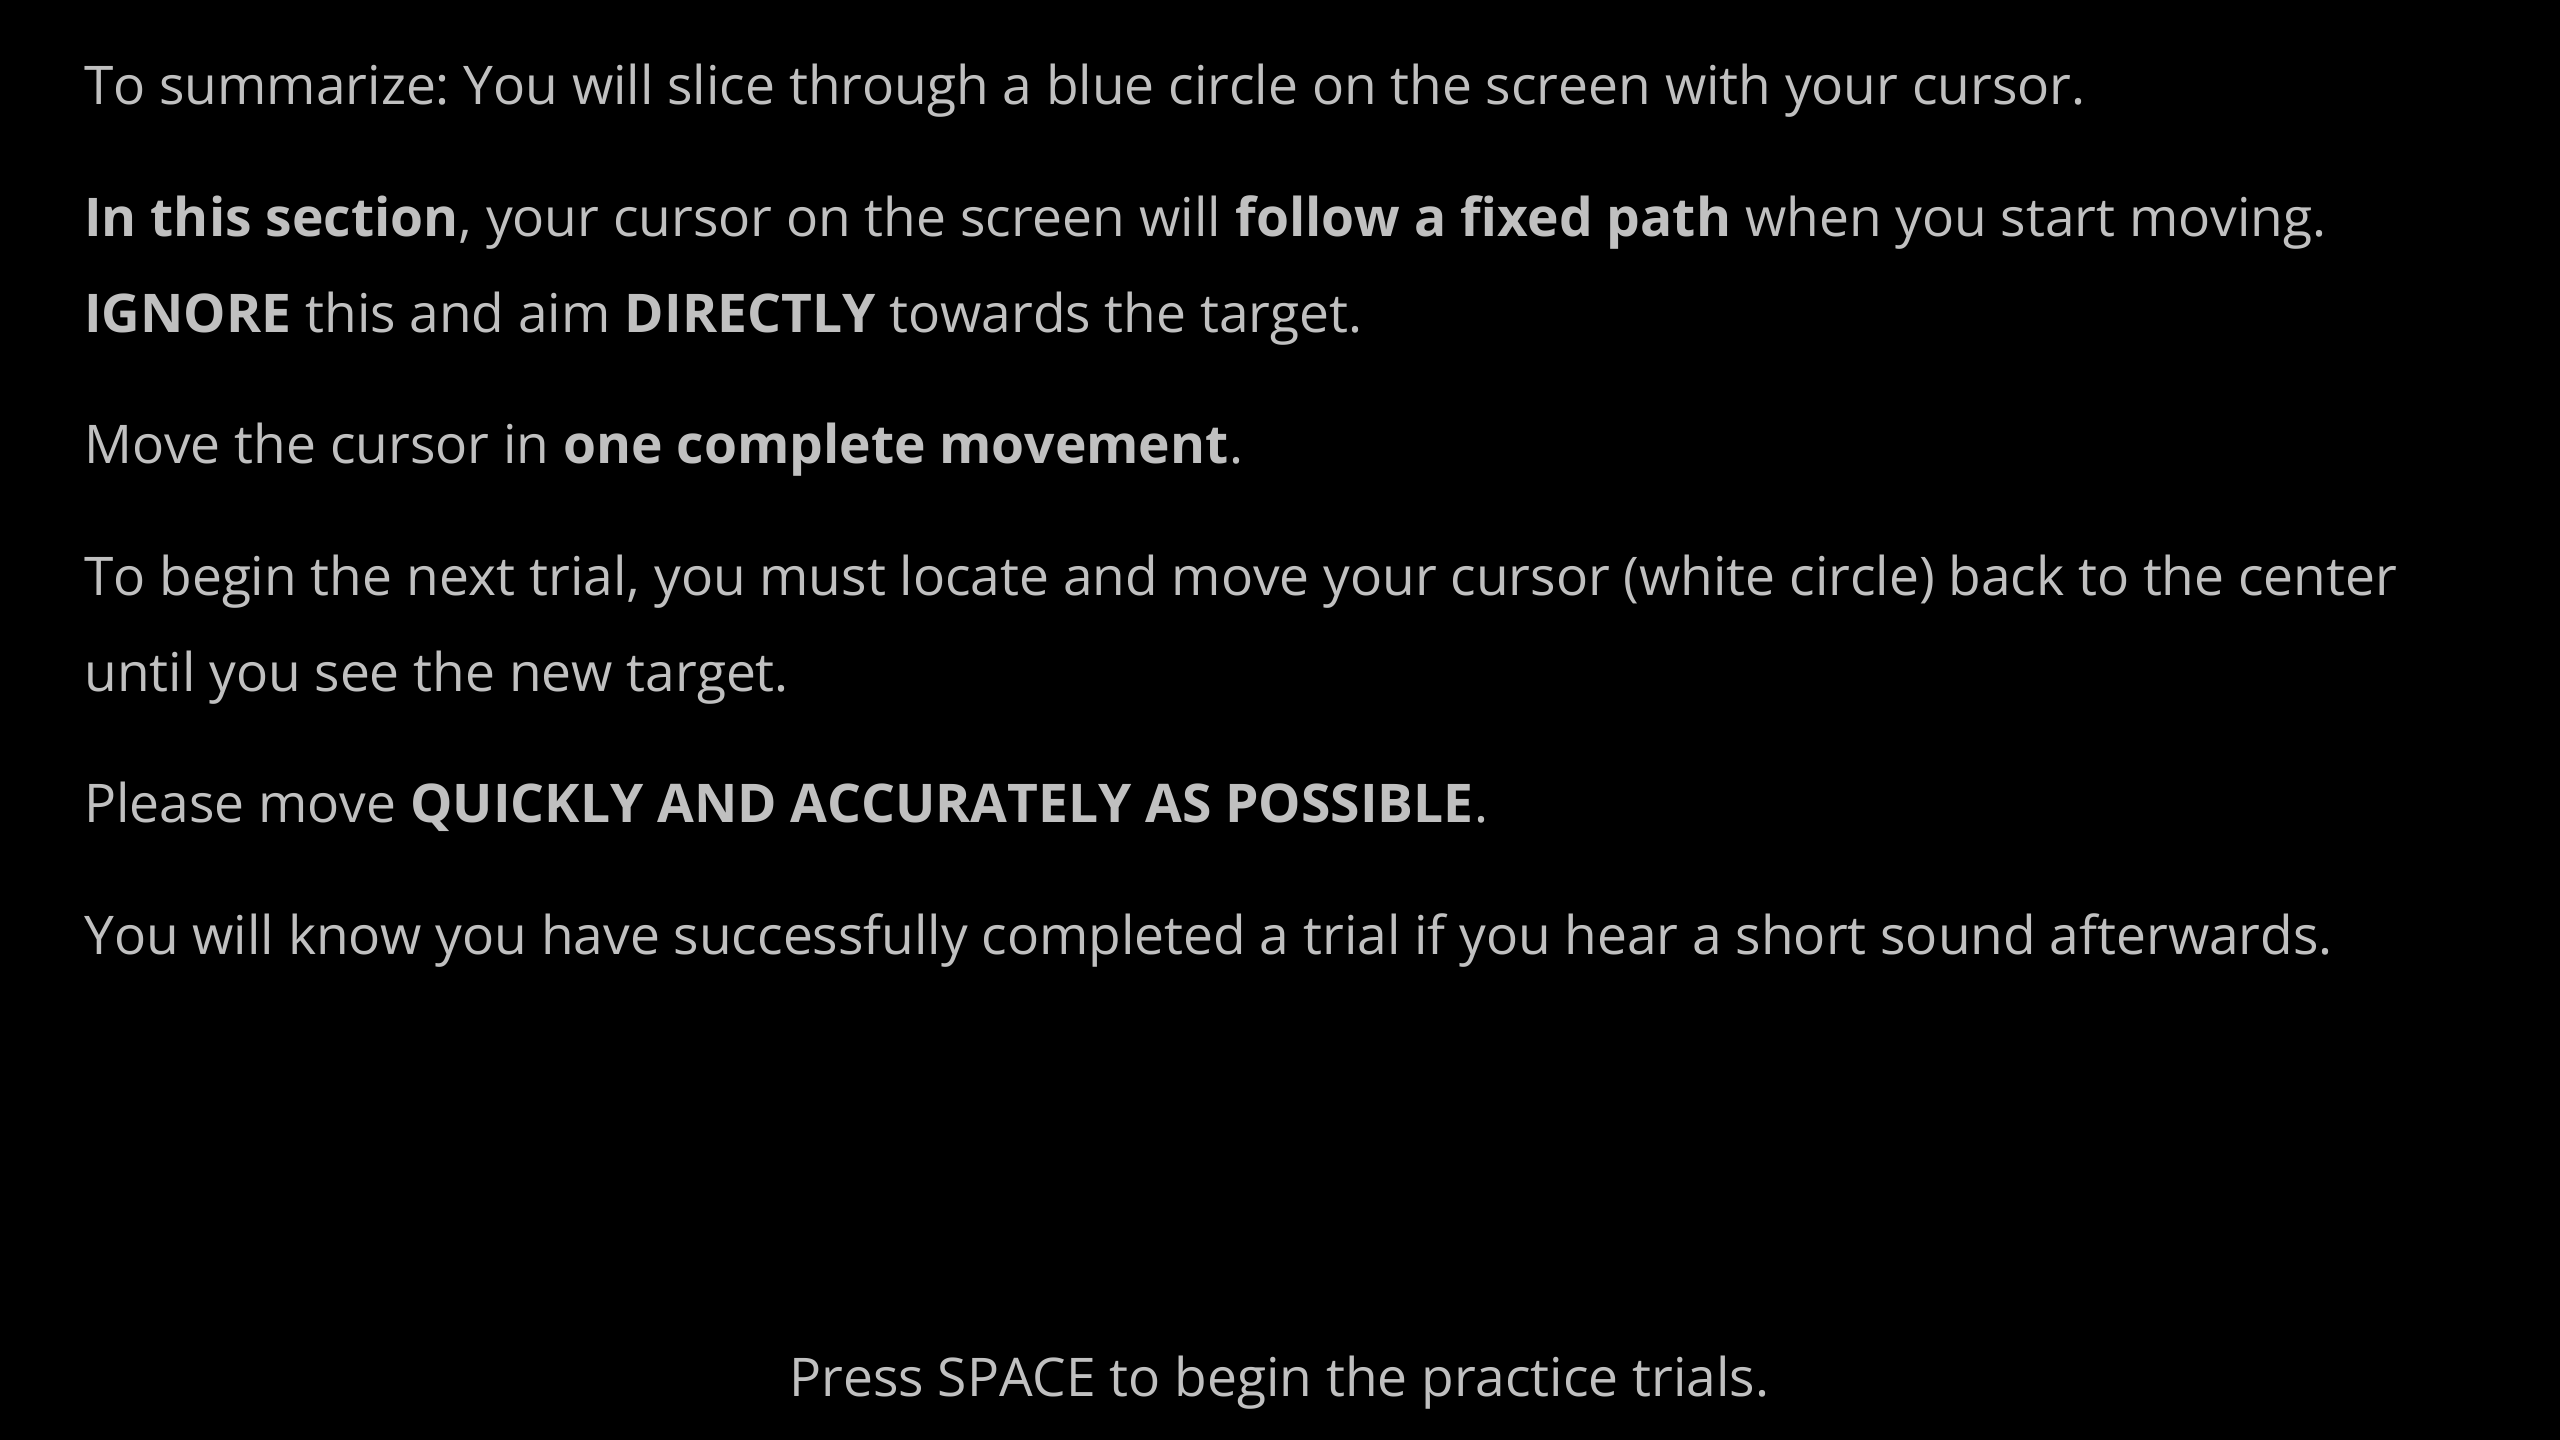 To summarize: You will slice through a blue circle on the screen with your cursor.
In this section, your cursor on the screen will follow a fixed path when you start moving.
IGNORE this and aim DIRECTLY towards the target.
Move the cursor in one complete movement.
To begin the next trial, you must locate and move your cursor (white circle) back to the center
until you see the new target.
Please move QUICKLY AND ACCURATELY AS POSSIBLE.
You will know you have successfully completed a trial if you hear a short sound afterwards.
Press SPACE to begin the practice trials.